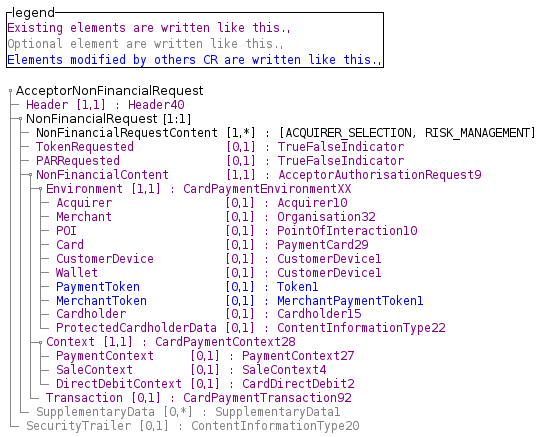 legend
Existing elements are written like this.,
Optional element are written like this.,
Elements modified by others CR are written like this.,
AcceptorNonFinancialRequest
Header [1,1] : Header40
NonFinancialRequest [1:1]
NonFinancialRequestContent [1,*] : [ACQUIRER_SELECTION, RISK_MANAGEMENT]
TokenRequested [0,1] : TrueFalseIndicator
PARRequested [0,1] : TrueFalseIndicator
NonFinancialContent [1,1] : AcceptorAuthorisationRequest9
Environment [1,1] : CardPaymentEnvironmentXX
Acquirer [0,1] : Acquirer10
Merchant [0,1] : Organisation32
POI [0,1] : PointOfInteraction10
Card [0,1] : PaymentCard29
CustomerDevice [0,1] : CustomerDevice1
Wallet [0,1] : CustomerDevice1
PaymentToken [0,1] : Token1
MerchantToken [0,1] : MerchantPaymentToken1
Cardholder [0,1] : Cardholder15
ProtectedCardholderData [0,1] : ContentInformationType22
Context [1,1] : CardPaymentContext28
PaymentContext [0,1] : PaymentContext27
SaleContext [0,1] : SaleContext4
DirectDebitContext [0,1] : CardDirectDebit2
Transaction [0,1] : CardPaymentTransaction92
SupplementaryData [0,*] : SupplementaryData1
SecurityTrailer [0,1] : ContentInformationType20